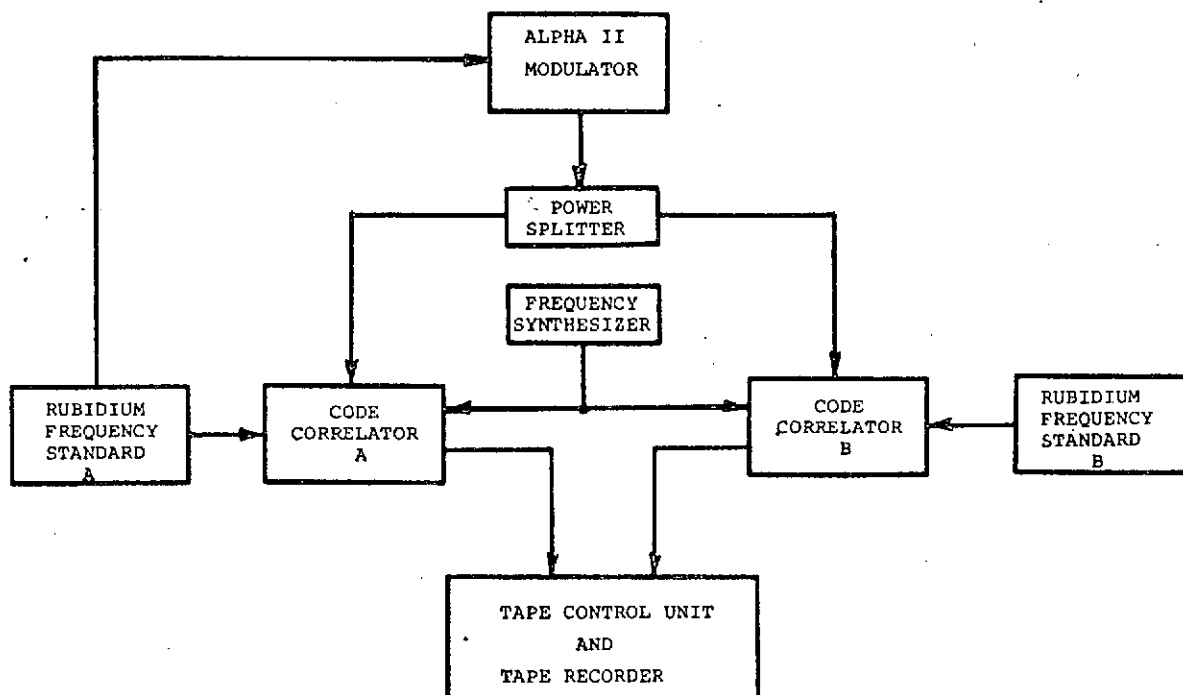 ALPHA II
MODULATOR
POWER
SPLITTER
FREQUENCY
SYNTHESIZER
RUBIDIUM
FREQUENCY
STANDARD
A
CODE
CORRELATOR
A
CODE
CORRELATOR
B
RUBIDIUM
FREQUENCY
STANDARD
B
TAPE CONTROL UNIT
AND
TAPE RECORDER